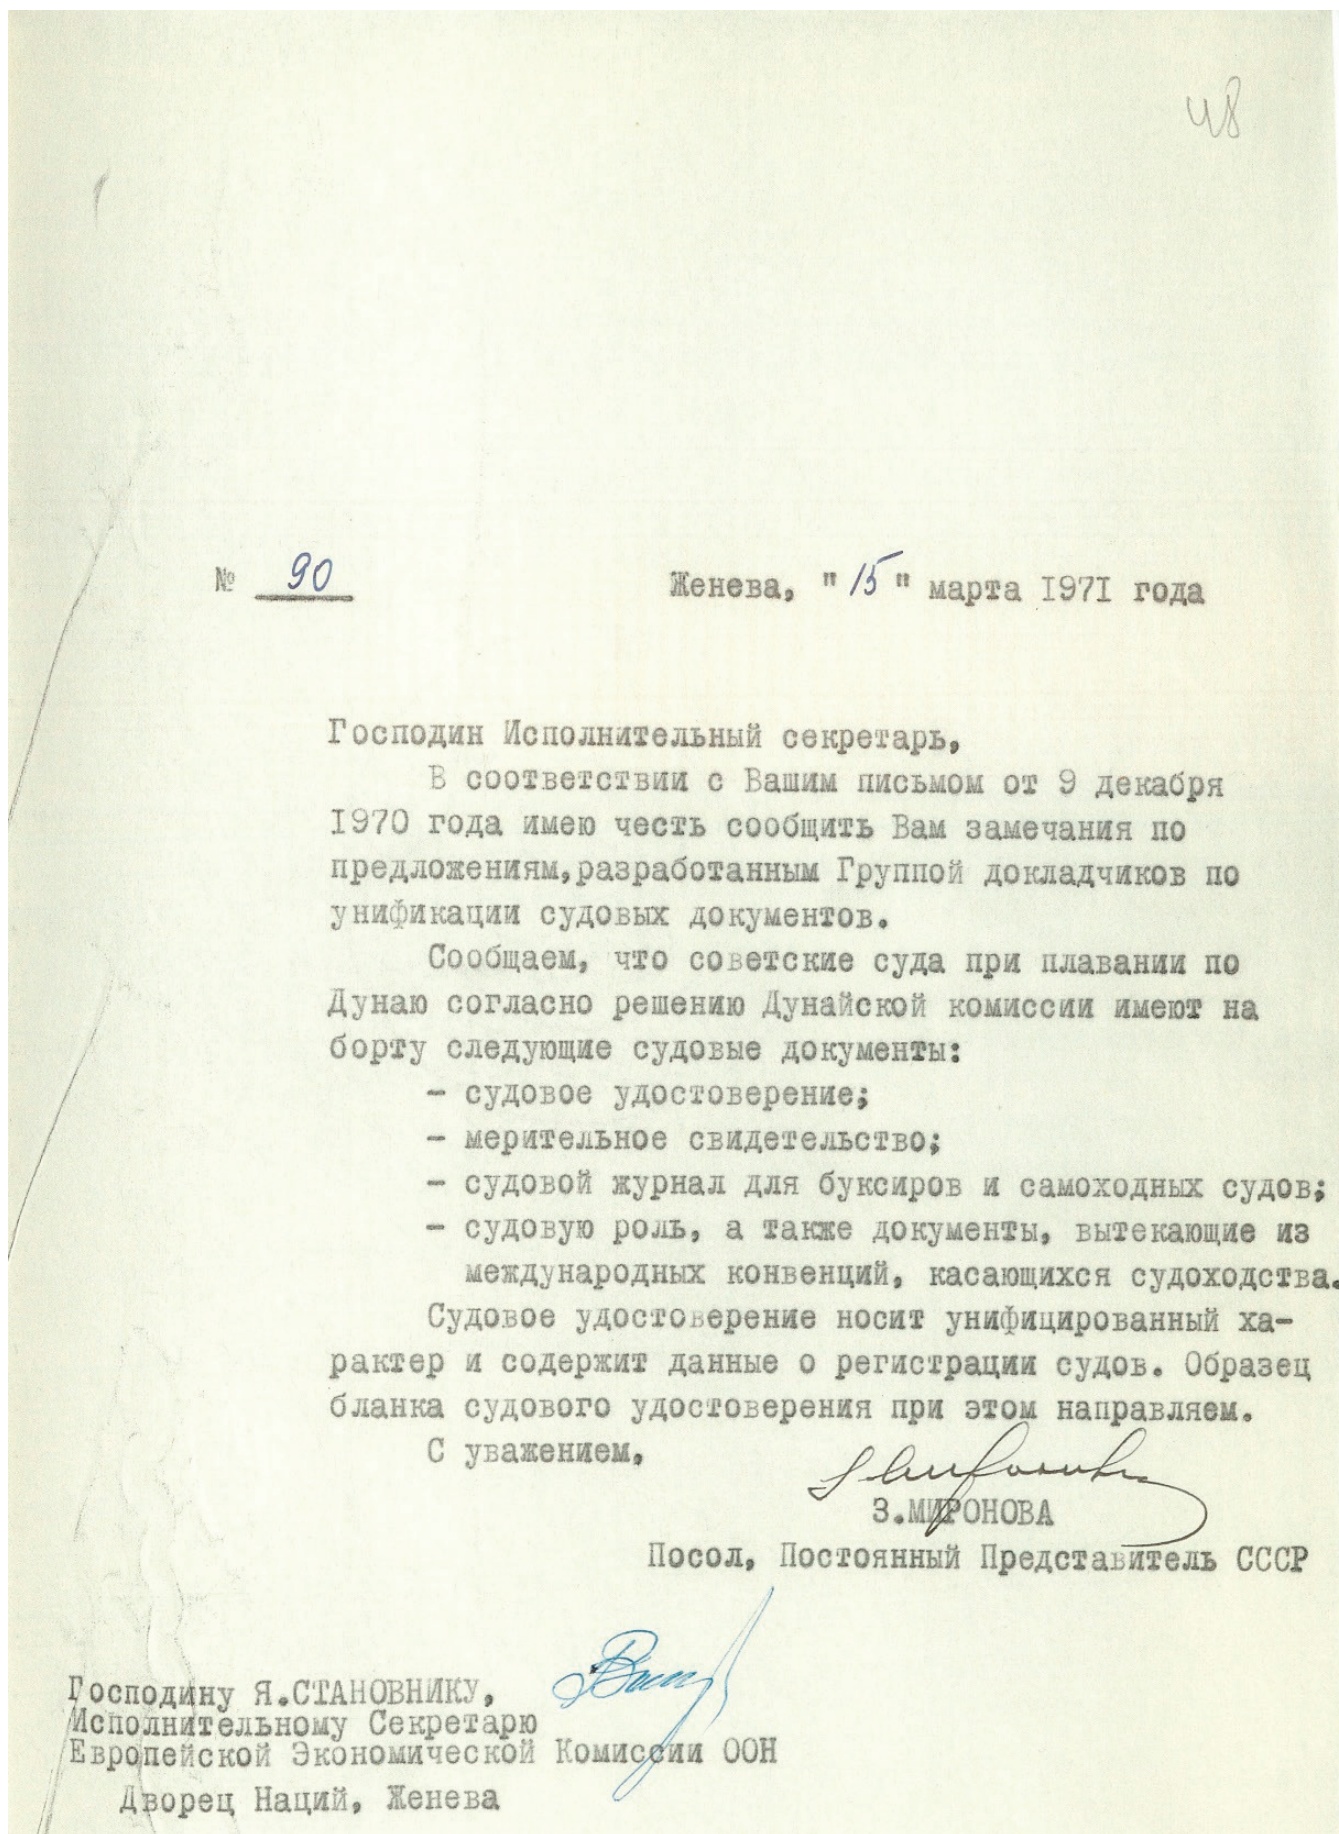 48
№ 90 Женева, "15" марта 1971 года
Господин Исполнительный секретарь,
В соответствии с Вашим письмом от 9 декабря
1970 года имею честь сообщить Вам замечания по
предложениям,разработанным Группой докладчиков по
унификации судовых документов.
Сообщаем, что советские суда при плавании по
Дунаю согласно решению Дунайской комиссии имеют на
борту следующие судовые документы:
- судовое удостоверение;
- мерительное свидетельство;
- судовой журнал для буксиров и самоходных судов;
- судовую роль, а также документы, вытекающие из
международных конвенций, касающихся судоходства.
Судовое удостоверение носит унифицированный ха-
рактер и содержит данные о регистрации судов. Образец
бланка судового удостоверения при этом направляем.
С уважением,
З.МИРОНОВА
Посол, Постоянный Представитель СССР
Господину Я.СТАНОВНИКУ,
Исполнительному Секретарю
Европейской Экономической Комиссии ООН
Дворец Наций, Женева